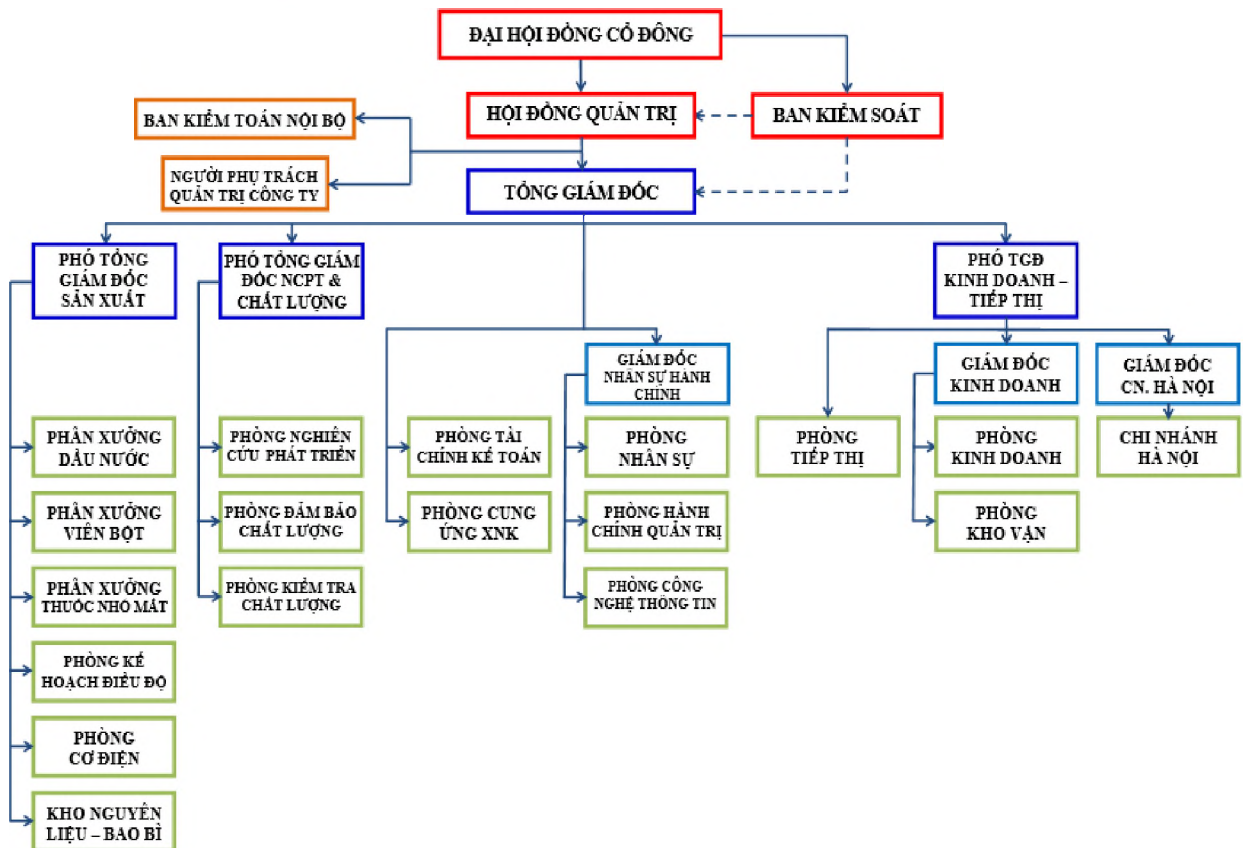 ĐẠI HỘI ĐỒNG CỔ ĐÔNG
HỘI ĐỒNG QUẢN TRỊ
BAN KIỂM SOÁT
BAN KIỂM TOÁN NỘI BỘ
NGƯỜI PHỤ TRÁCH
QUẢN TRỊ CÔNG TY
TỔNG GIÁM ĐỐC
PHÓ TỔNG
GIÁM ĐỐC
SẢN XUẤT
PHÓ TỔNG GIÁM
ĐỐC NCPT &
CHẤT LƯỢNG
PHÓ TGĐ
KINH DOANH –
TIẾP THỊ
GIÁM ĐỐC
NHÂN SỰ HÀNH
CHÍNH
GIÁM ĐỐC
KINH DOANH
GIÁM ĐỐC
CN. HÀ NỘI
PHÂN XƯỞNG
DẦU NƯỚC
PHÒNG NGHIÊN
CỨU PHÁT TRIỂN
PHÒNG TÀI
CHÍNH KẾ TOÁN
PHÒNG
NHÂN SỰ
PHÒNG
TIẾP THỊ
PHÒNG
KINH DOANH
CHI NHÁNH
HÀ NỘI
PHÂN XƯỞNG
VIÊN BỘT
PHÒNG ĐẢM BẢO
CHẤT LƯỢNG
PHÒNG CUNG
ỨNG XNK
PHÒNG HÀNH
CHÍNH QUẢN TRỊ
PHÒNG
KHO VẬN
PHÂN XƯỞNG
THUỐC NHỎ MẮT
PHÒNG KIỂM TRA
CHẤT LƯỢNG
PHÒNG CÔNG
NGHỆ THÔNG TIN
PHÒNG KẾ
HOẠCH ĐIỀU ĐỘ
PHÒNG
CƠ ĐIỆN
KHO NGUYÊN
LIỆU – BAO BÌ